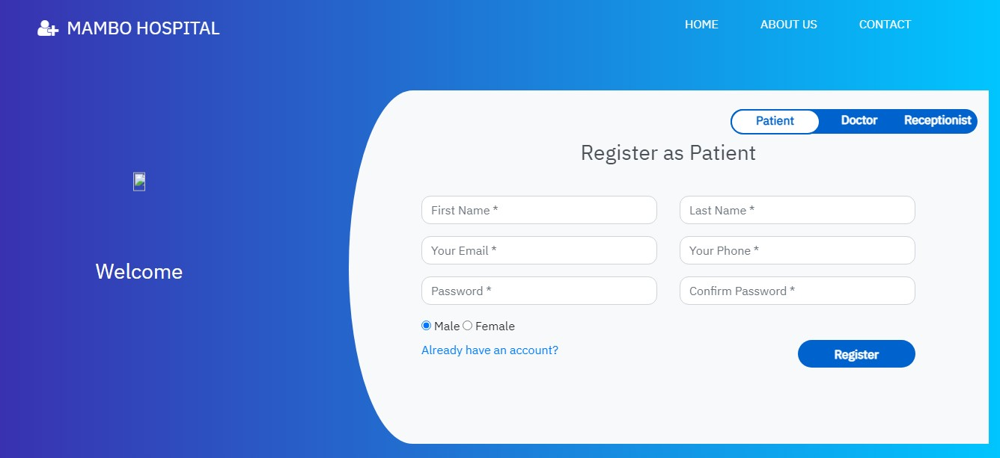 MAMBO HOSPITAL HOME ABOUT US CONTACT
Patient Doctor Receptionist
Register as Patient
First Name * Last Name *
Your Email * Your Phone *
Welcome
Password * Confirm Password *
Male Female
Already have an account?
Register